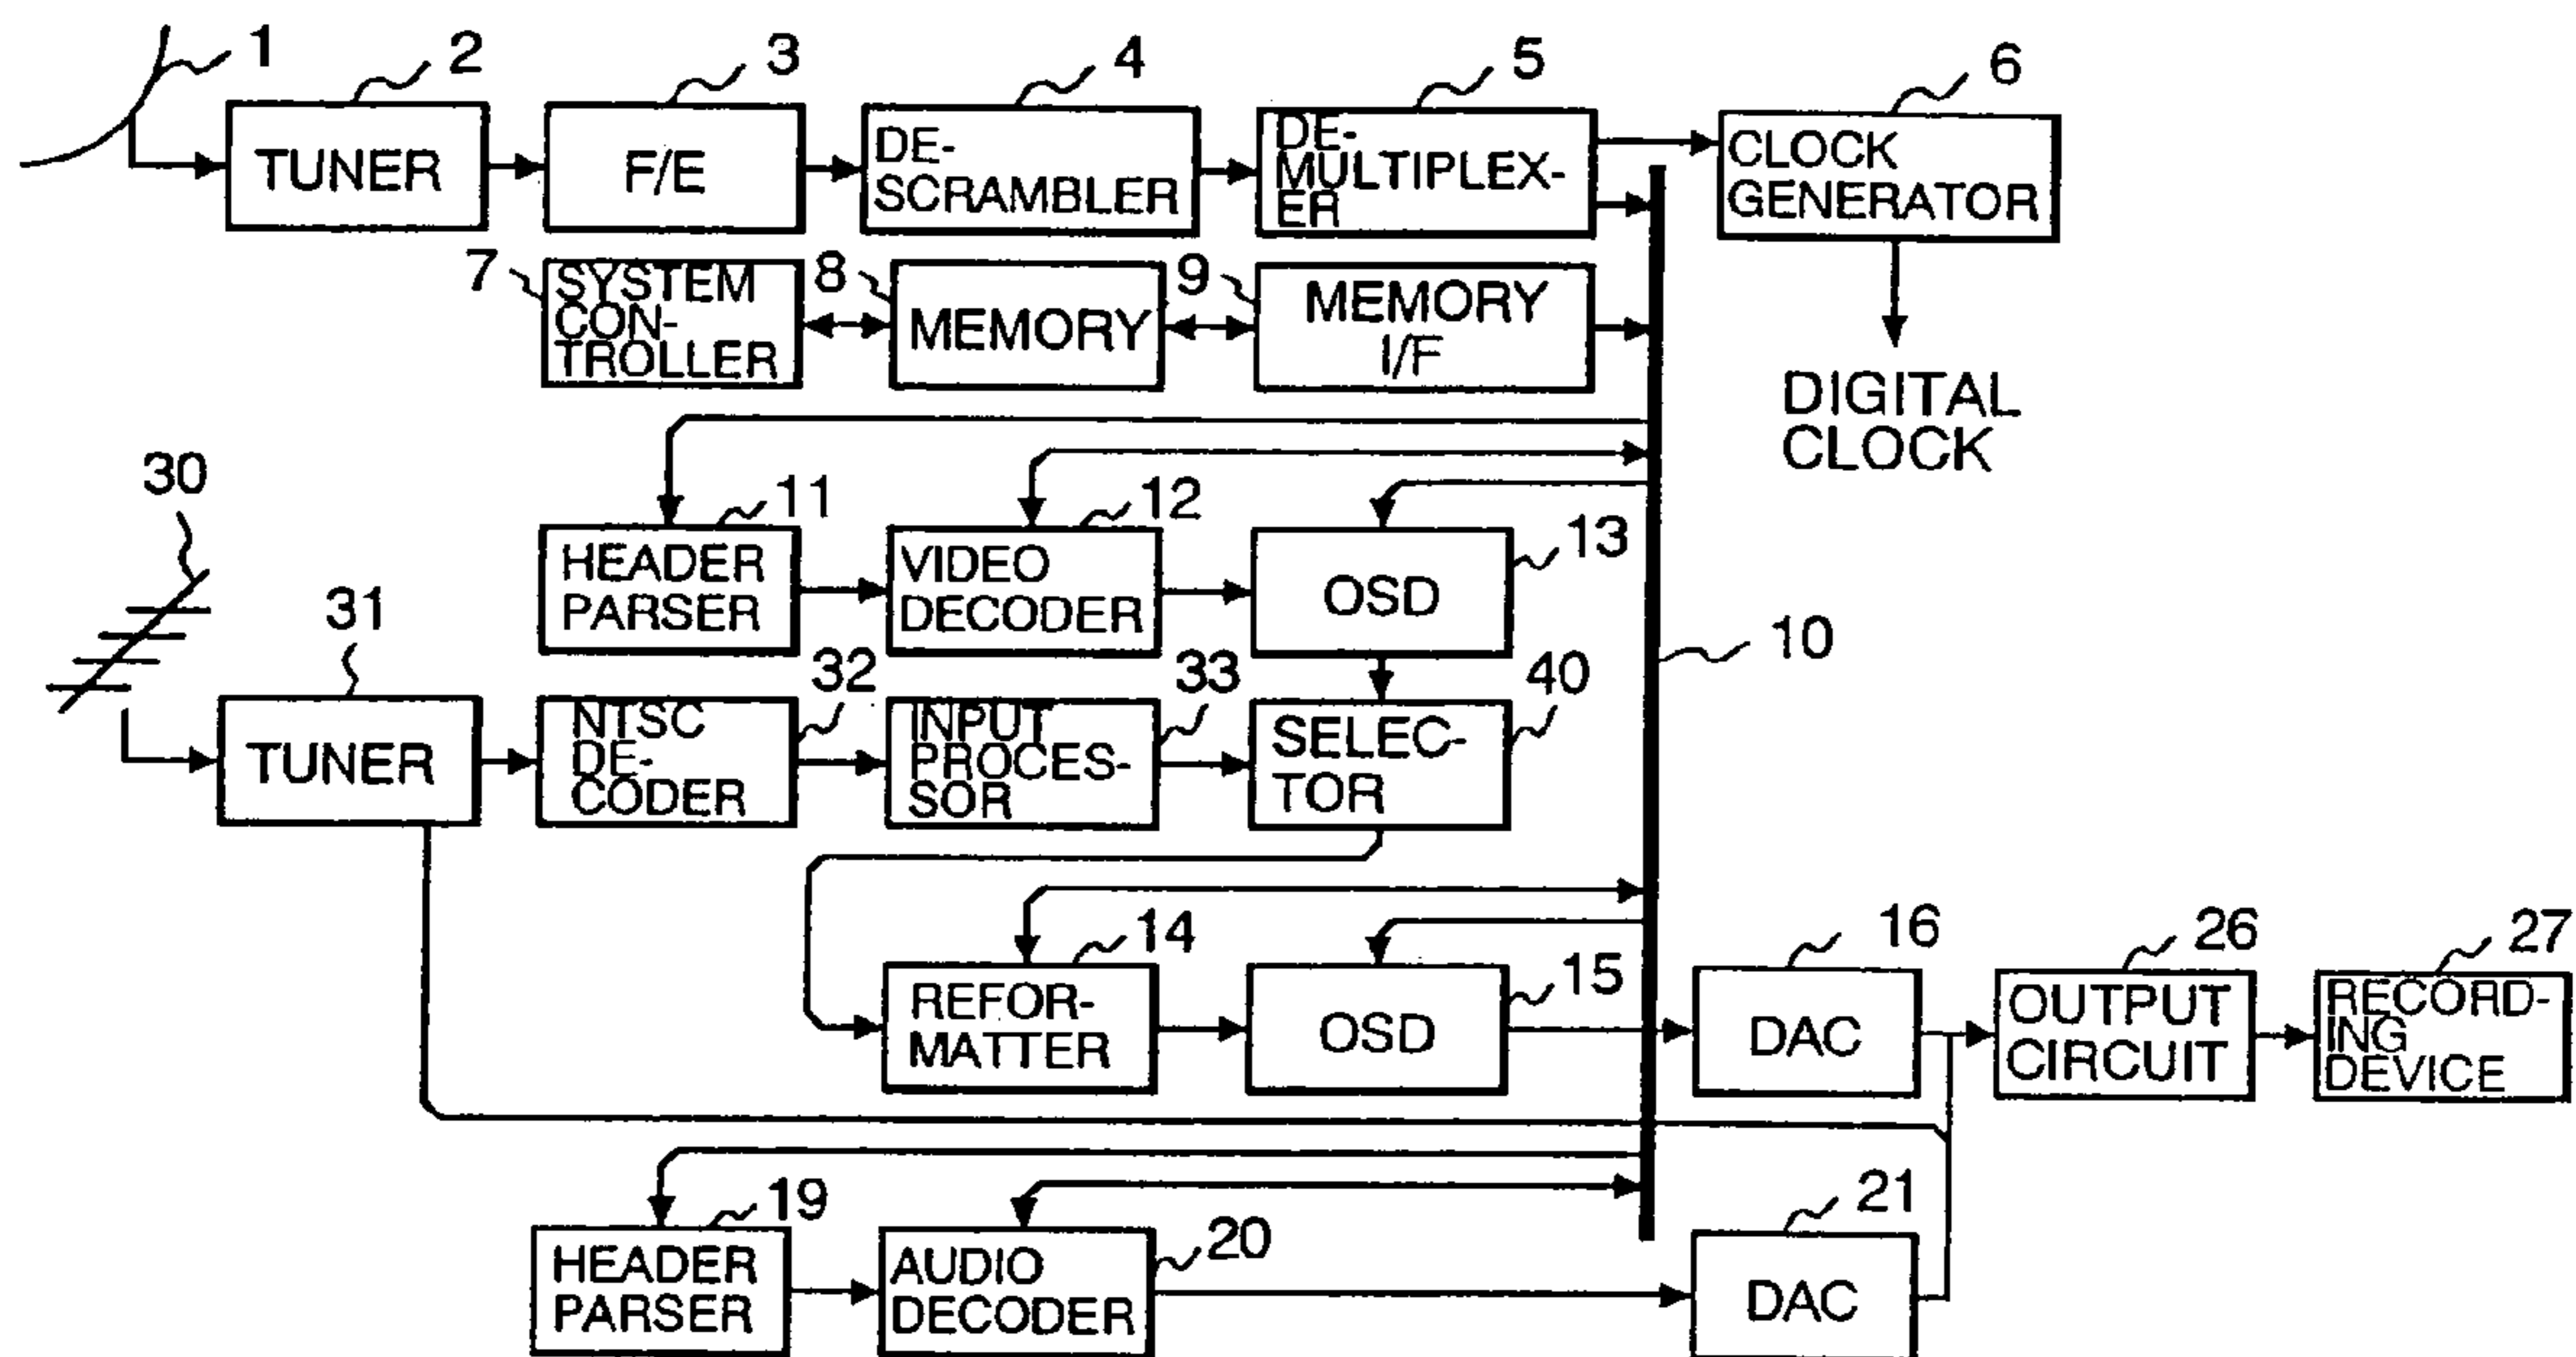 1
2
3
4
5
6
TUNER
F/E
DE-
SCRAMBLER
DE-
MULTIPLEX-
ER
CLOCK
GENERATOR
7
8
9
SYSTEM
CON-
TROLLER
MEMORY
MEMORY
I/F
DIGITAL
CLOCK
30
11
12
13
HEADER
PARSER
VIDEO
DECODER
OSD
10
31
32
33
40
TUNER
NTSC
DE-
CODER
INPUT
PROCES-
SOR
SELEC-
TOR
14
15
16
26
27
REFOR-
MATTER
OSD
DAC
OUTPUT
CIRCUIT
RECORD-
ING
DEVICE
19
20
21
HEADER
PARSER
AUDIO
DECODER
DAC